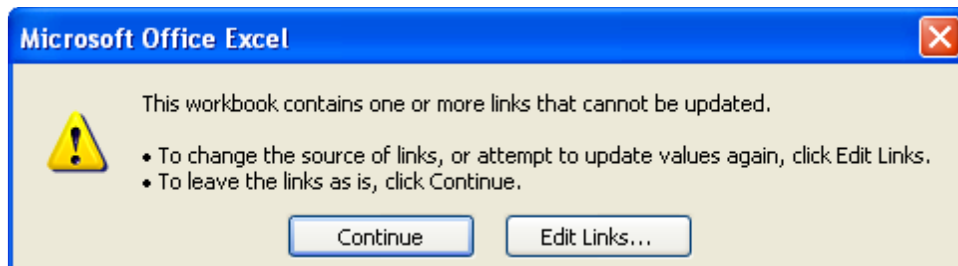 Microsoft Office Excel
This workbook contains one or more links that cannot be updated.
• To change the source of links, or attempt to update values again, click Edit Links.
• To leave the links as is, click Continue.
Continue
Edit Links...